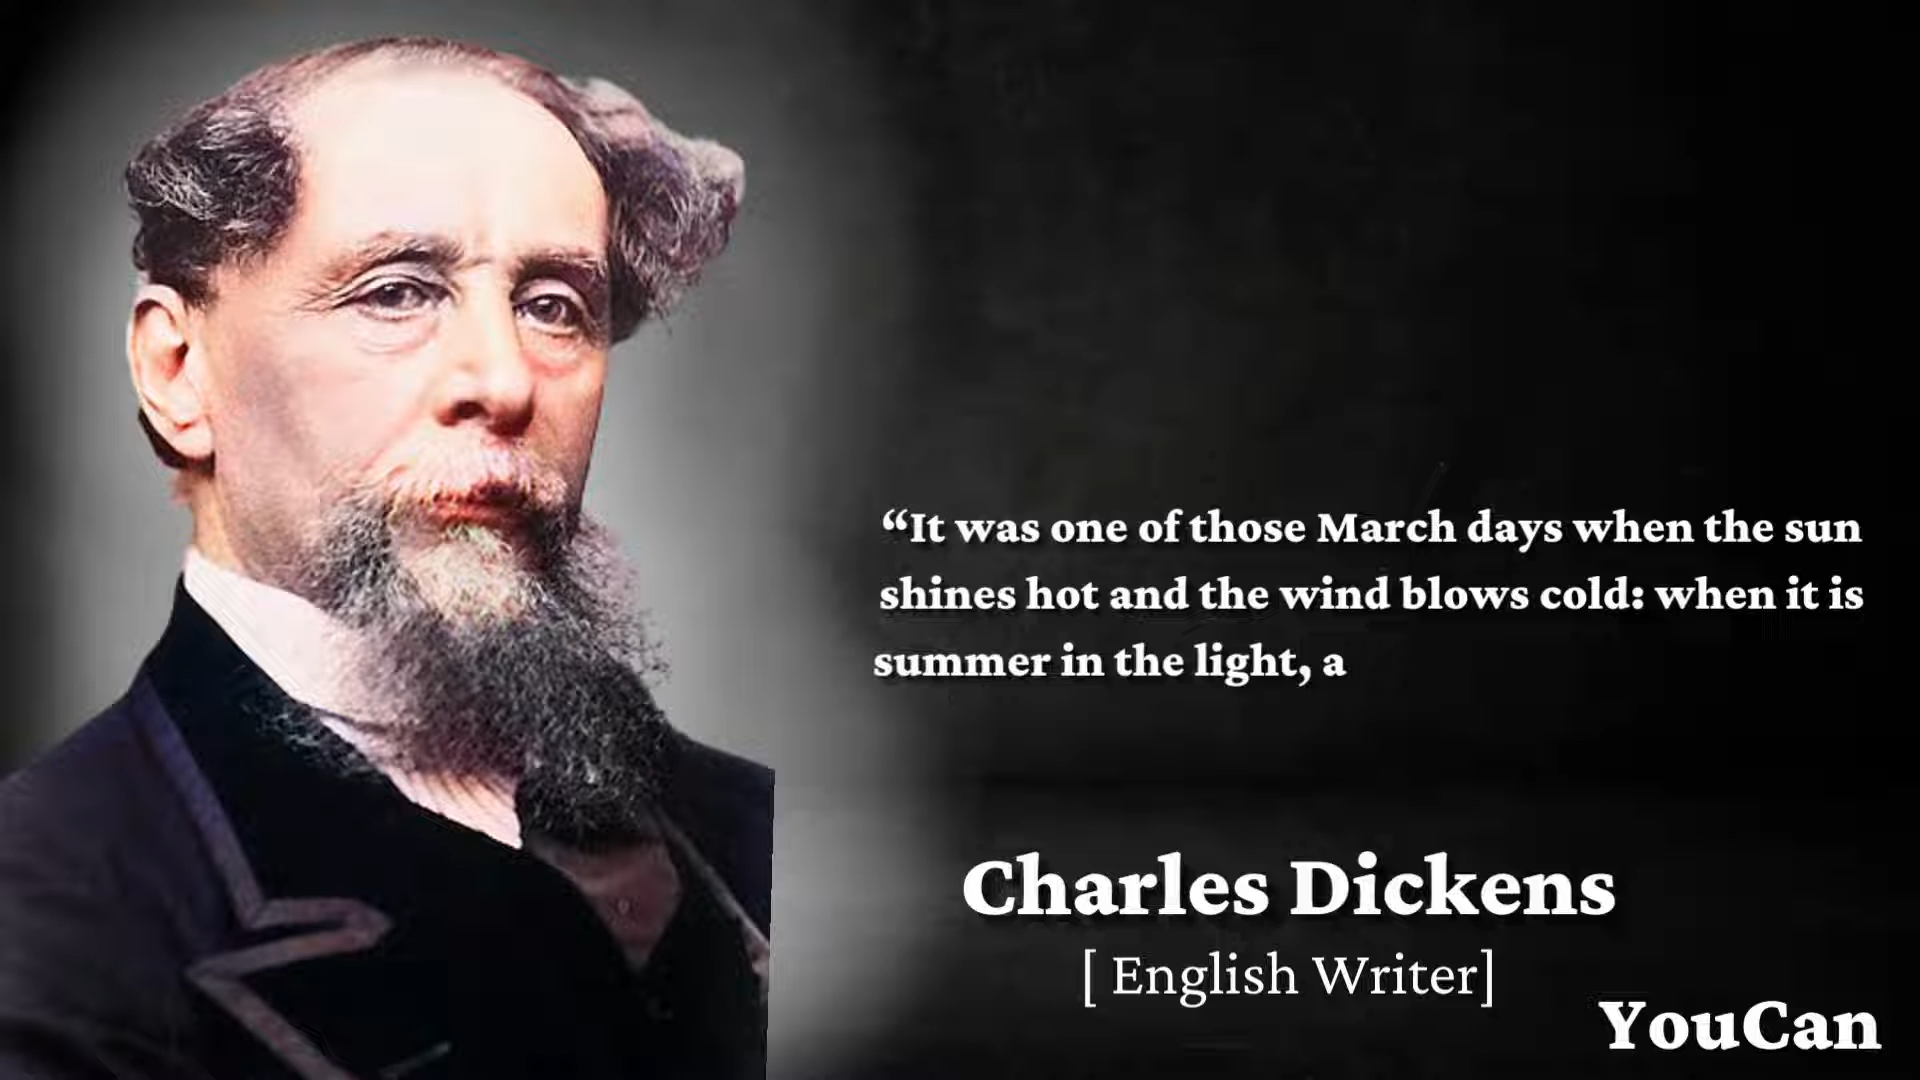 “It was one of those March days when the sun
shines hot and the wind blows cold: when it is
summer in the light, a
Charles Dickens
[ English Writer]
YouCan